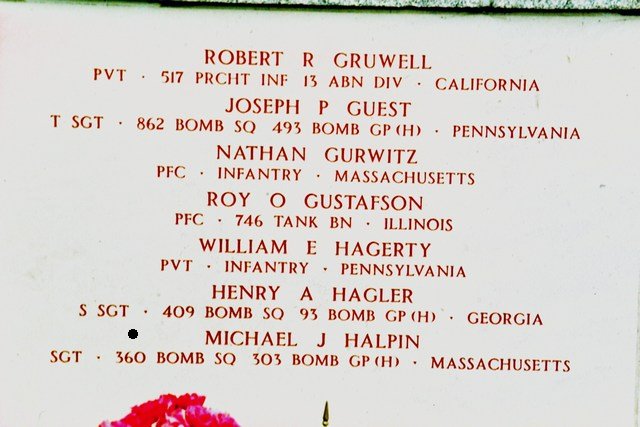 ROBERT R GRUWELL
PVT · 517 PRCHT INF 13 ABN DIV · CALIFORNIA
JOSEPH P GUEST
T SGT · 862 BOMB SQ 493 BOMB GP (H) · PENNSYLVANIA
NATHAN GURWITZ
PFC · INFANTRY · MASSACHUSETTS
ROY O GUSTAFSON
PFC · 746 TANK BN · ILLINOIS
WILLIAM E HAGERTY
PVT · INFANTRY · PENNSYLVANIA
HENRY A HAGLER
S SGT · 409 BOMB SQ 93 BOMB GP (H) · GEORGIA
MICHAEL J HALPIN
SGT · 360 BOMB SQ 303 BOMB GP (H) · MASSACHUSETTS